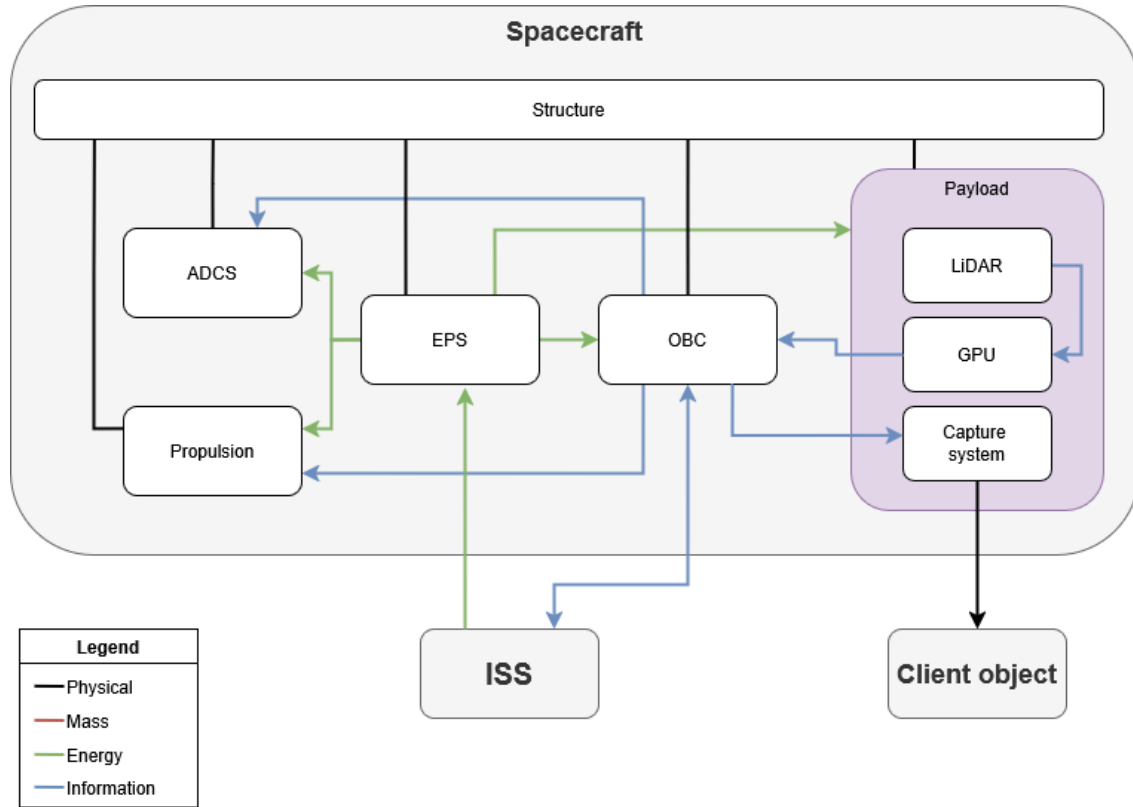 Spacecraft
Structure
Payload
ADCS
LiDAR
EPS
OBC
GPU
Propulsion
Capture
system
ISS
Client object
Legend
Physical
Mass
Energy
Information